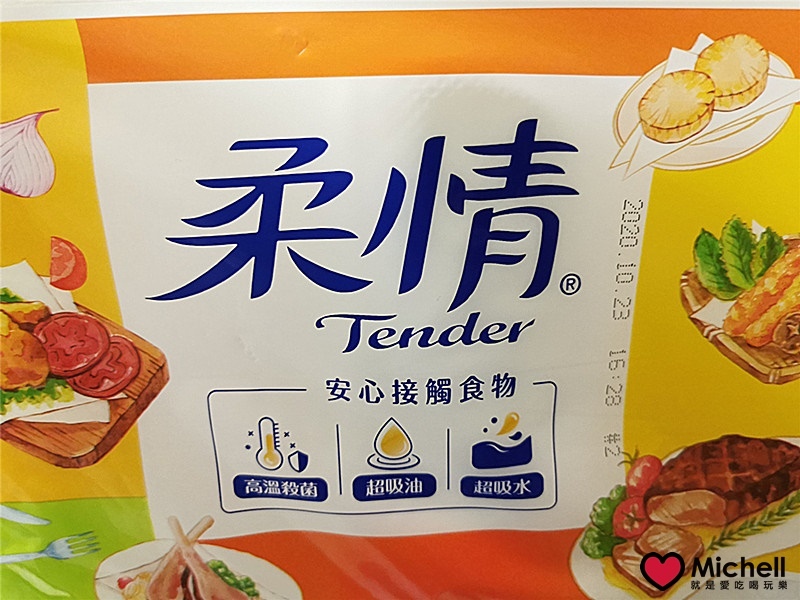 柔情®
Tender
安心接觸食物
高溫殺菌
超吸油
超吸水
2020.10.23 16:28 2#
Michell
就是愛吃喝玩樂